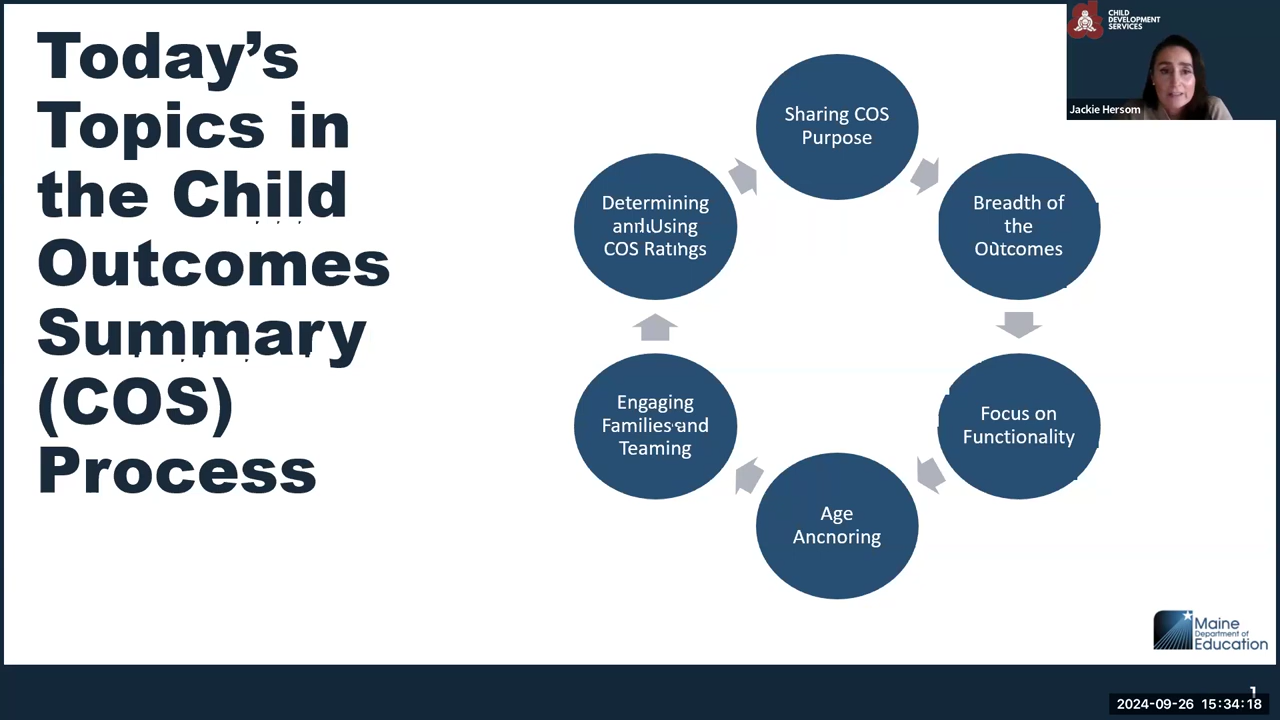 Today's
Topics in
the Child
Outcomes
Summary
(COS)
Process
Sharing COS
Purpose
Breadth of
the
Outcomes
Focus on
Functionality
Age
Ancnoring
Engaging
Families and
Teaming
Determining
and Using
COS Ratings
CHILD
DEVELOPMENT
SERVICES
Jackie Hersom
Maine
Department of
Education
1
2024-09-26 15:34:18